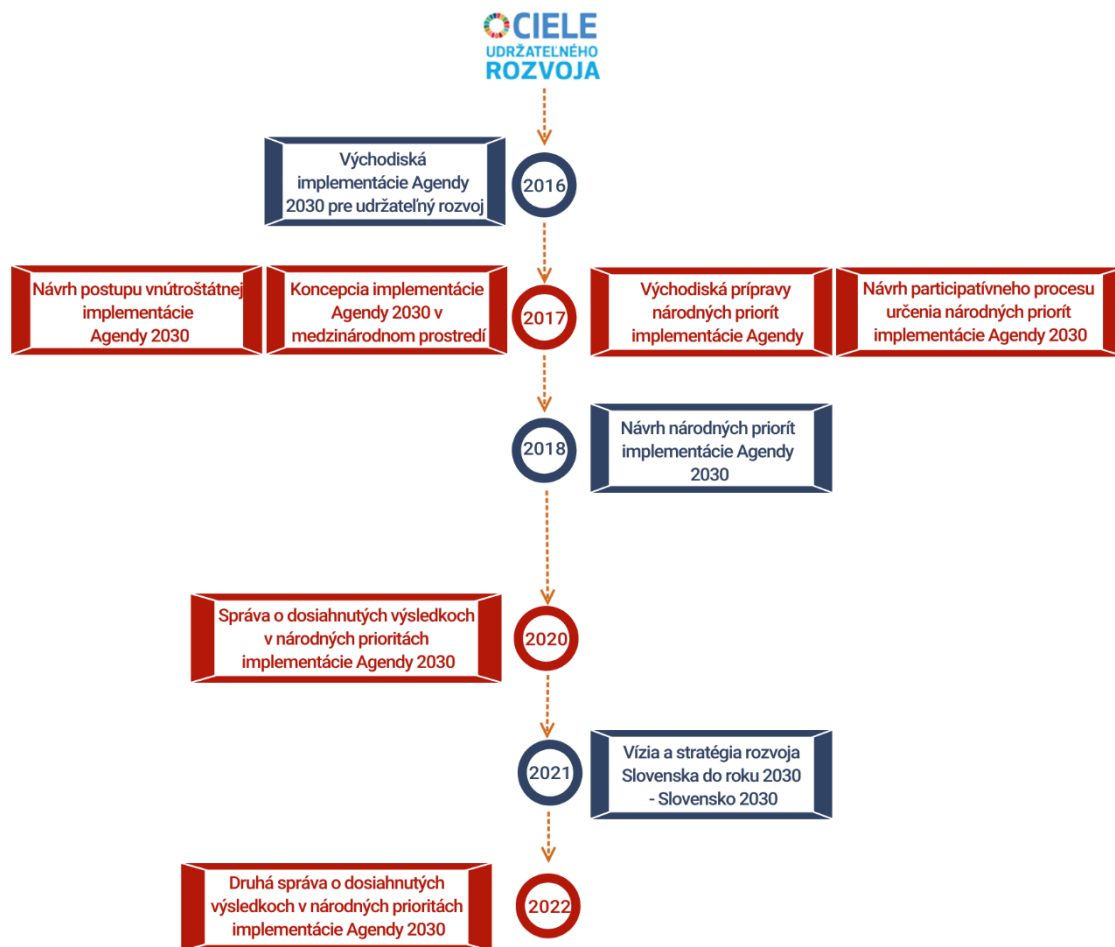 CIELE
UDRŽATEĽNÉHO
ROZVOJA
Východiská
implementácie Agendy
2030 pre udržateľný rozvoj
2016
Návrh postupu vnútroštátnej
implementácie
Agendy 2030
Koncepcia implementácie
Agendy 2030 v
medzinárodnom prostredí
2017
Východiská prípravy
národných priorít
implementácie Agendy
Návrh participatívneho procesu
určenia národných priorít
implementácie Agendy 2030
2018
Návrh národných priorít
implementácie Agendy
2030
Správa o dosiahnutých výsledkoch
v národných prioritách
implementácie Agendy 2030
2020
2021
Vízia a stratégia rozvoja
Slovenska do roku 2030
- Slovensko 2030
Druhá správa o dosiahnutých
výsledkoch v národných prioritách
implementácie Agendy 2030
2022